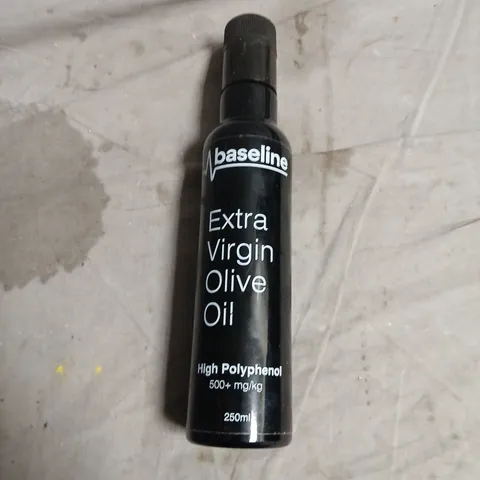 baseline
Extra
Virgin
Olive
Oil
High Polyphenol
500+ mg/kg
250ml